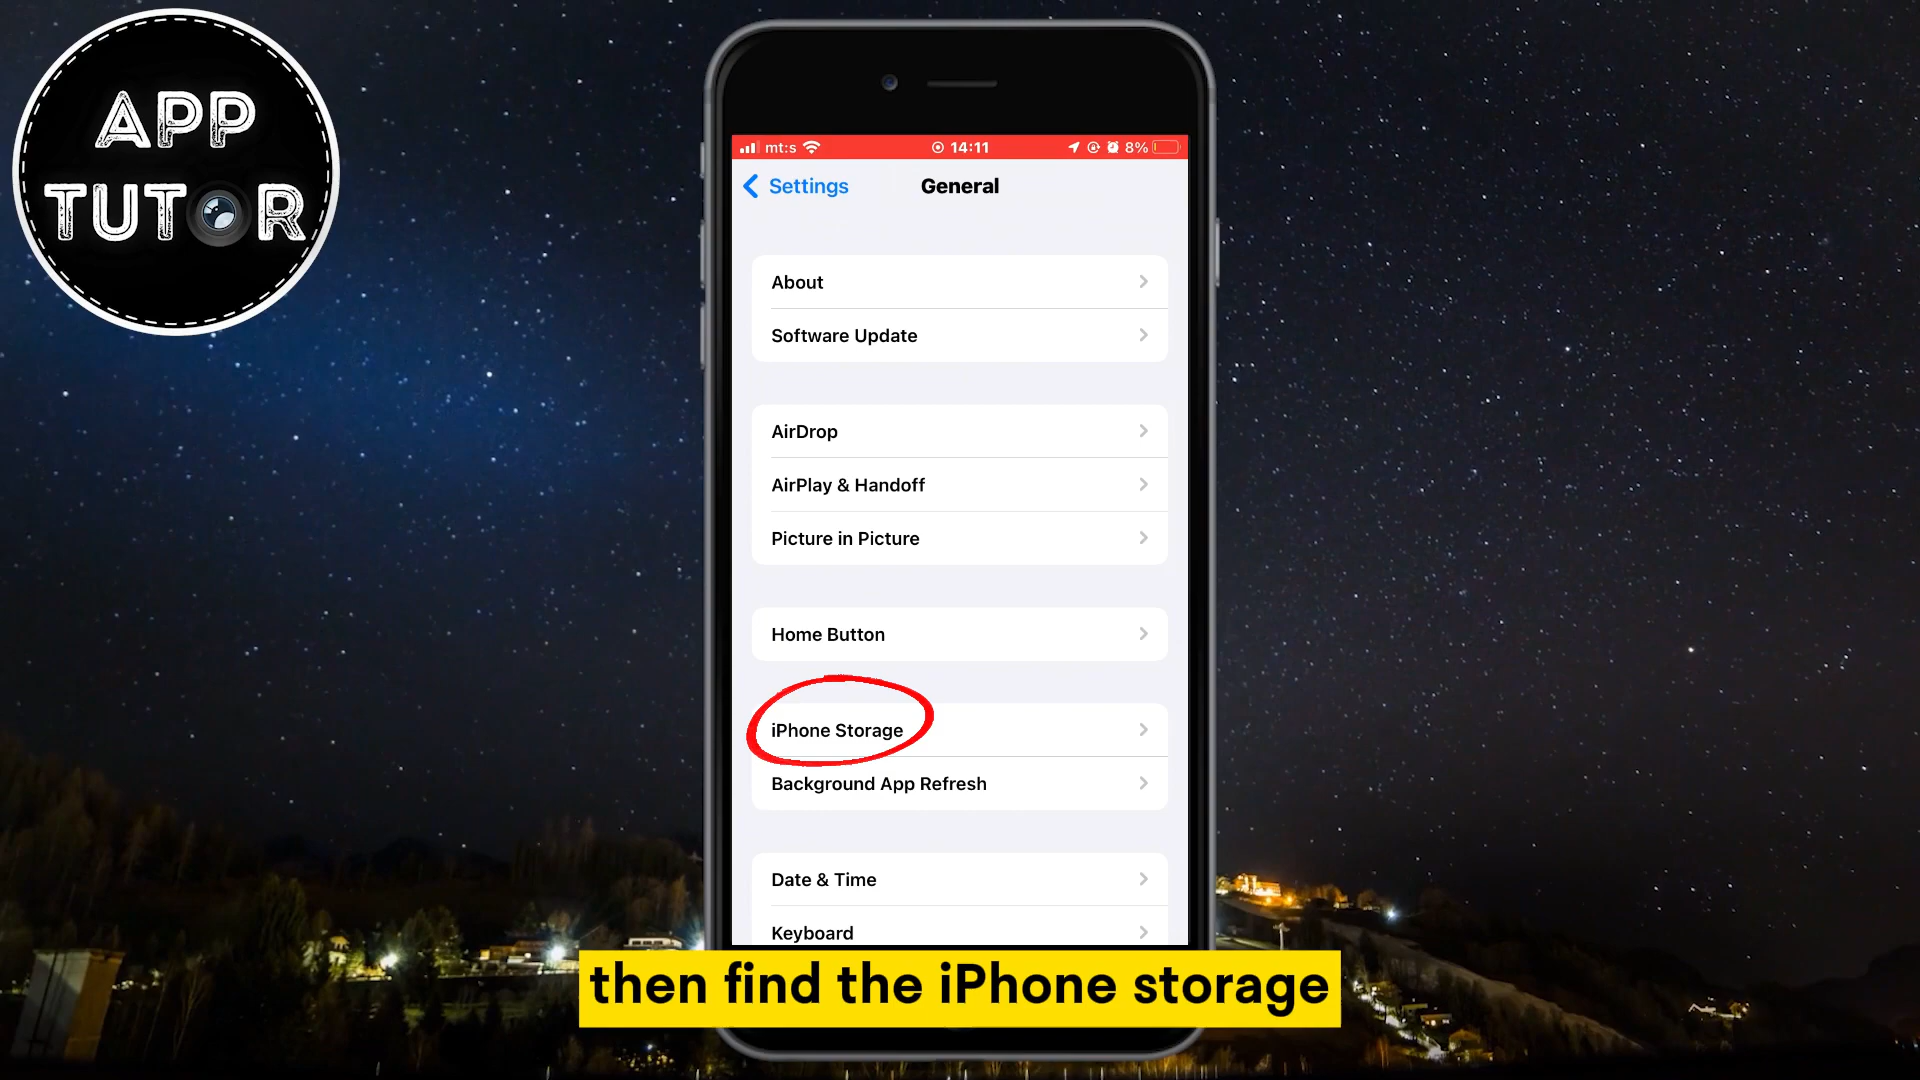 APP
TUTOR
mt:s 14:11 8%
Settings General
About
Software Update
AirDrop
AirPlay & Handoff
Picture in Picture
Home Button
iPhone Storage
Background App Refresh
Date & Time
Keyboard
then find the iPhone storage